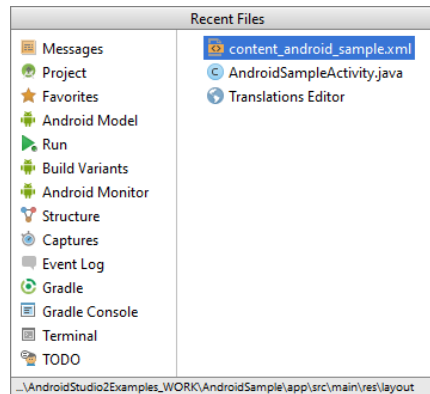 Recent Files
Messages
Project
Favorites
Android Model
Run
Build Variants
Android Monitor
Structure
Captures
Event Log
Gradle
Gradle Console
Terminal
TODO
content_android_sample.xml
AndroidSampleActivity.java
Translations Editor
...\AndroidStudio2Examples_WORK\AndroidSample\app\src\main\res\layout